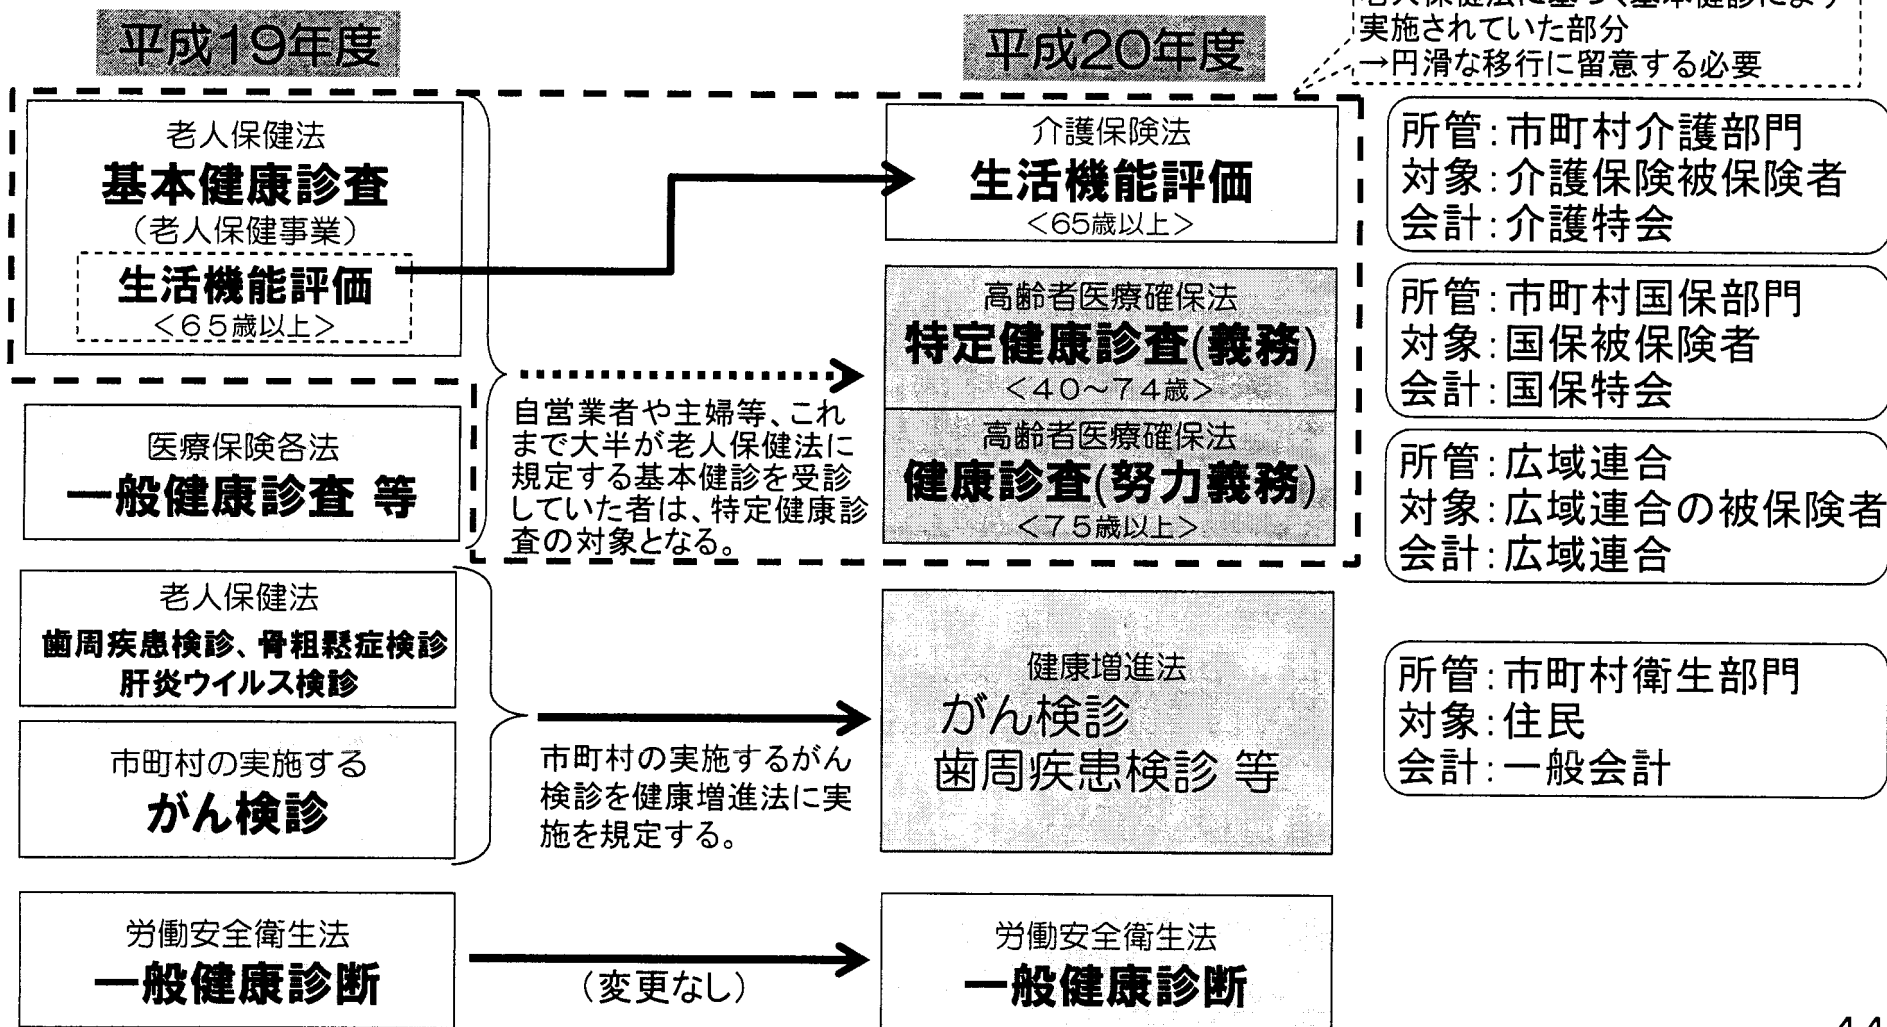 平成19年度
平成20年度
老人保健法に基づく基本健診により
実施されていた部分
→円滑な移行に留意する必要
老人保健法
基本健康診査
(老人保健事業)
生活機能評価
<65歳以上>
医療保険各法
一般健康診査 等
自営業者や主婦等、これ
まで大半が老人保健法に
規定する基本健診を受診
していた者は、特定健康診
査の対象となる。
介護保険法
生活機能評価
<65歳以上>
高齢者医療確保法
特定健康診査(義務)
<40~74歳>
高齢者医療確保法
健康診査(努力義務)
<75歳以上>
所管:市町村介護部門
対象:介護保険被保険者
会計:介護特会
所管:市町村国保部門
対象:国保被保険者
会計:国保特会
所管:広域連合
対象:広域連合の被保険者
会計:広域連合
老人保健法
歯周疾患検診、骨粗鬆症検診
肝炎ウイルス検診
市町村の実施する
がん検診
市町村の実施するがん
検診を健康増進法に実
施を規定する。
健康増進法
がん検診
歯周疾患検診 等
所管:市町村衛生部門
対象:住民
会計:一般会計
労働安全衛生法
一般健康診断
(変更なし)
労働安全衛生法
一般健康診断